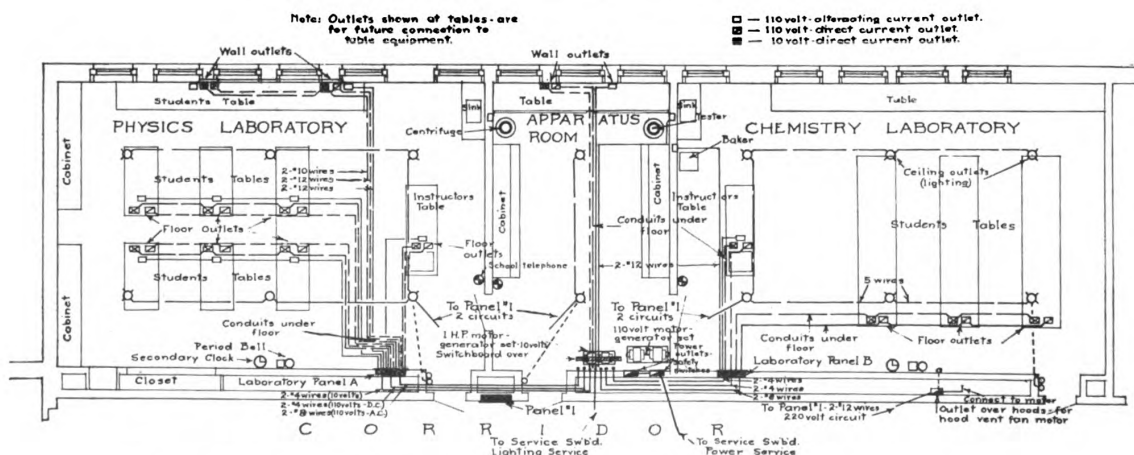 Note: Outlets shown at tables are
for future connection to
table equipment.
110 volt - alternating current outlet.
110 volt - direct current outlet.
10 volt - direct current outlet.
Wall outlets
Wall outlets
Students Table
Table
Table
Sink
Sink
PHYSICS LABORATORY
APPARATUS
ROOM
CHEMISTRY LABORATORY
Centrifuge
Tester
Baker
Cabinet
Cabinet
Cabinet
Cabinet
Students Tables
2-#10 wires
2-#12 wires
2-#12 wires
Instructors
Table
Instructors
Table
Ceiling outlets
(lighting)
Students Tables
Floor Outlets
Floor
outlets
Conduits under
floor
School telephone
2-#12 wires
Students Tables
5 wires
To Panel #1
2 circuits
To Panel #1
2 circuits
Conduits under
floor
Period Bell
Secondary Clock
1 H.P. motor-
generator set-10volt
Switchboard over
110 volt motor-
generator set
Power
outlets-
safety
switches
Conduits under
floor
Floor outlets
Closet
Laboratory Panel A
Laboratory Panel B
2-#4 wires (10 volts)
2-#4 wires (110 volts-D.C.)
2-#8 wires (110 volts-A.C.)
Panel #1
2-#4 wires
2-#4 wires
2-#8 wires
To Panel #1-2-#12 wires
220 volt circuit
Connect to motor
Outlet over hoods for
hood vent fan motor
CORRIDOR
To Service Swb'd.
Lighting Service
To Service Swb'd.
Power Service